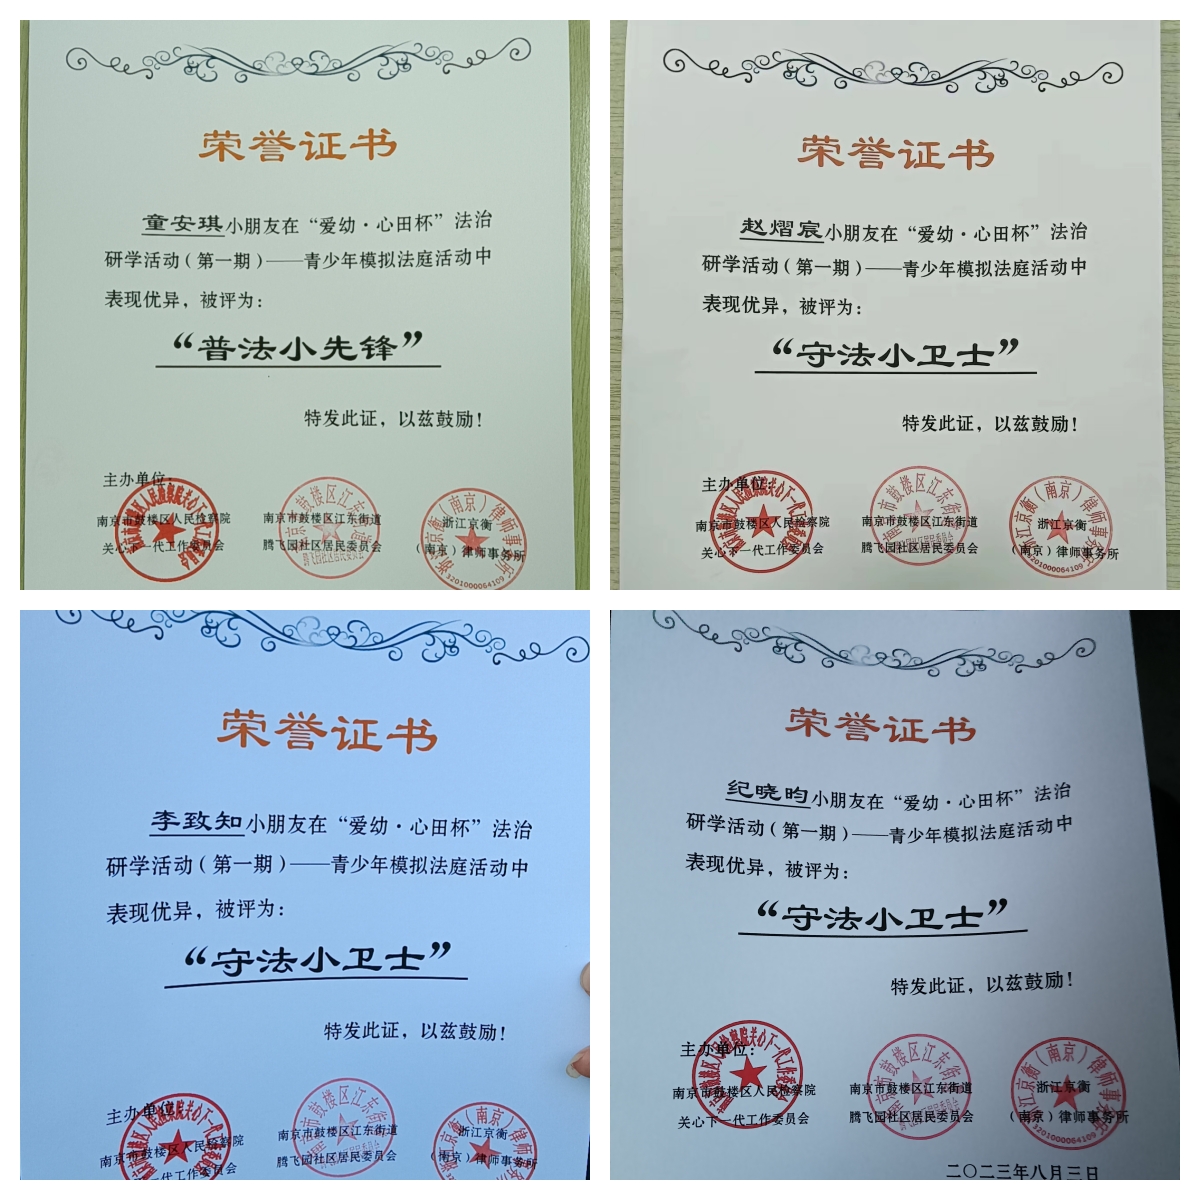 荣誉证书
童安琪小朋友在“爱幼·心田杯”法治
研学活动(第一期)——青少年模拟法庭活动中
表现优异，被评为：
“普法小先锋”
特发此证，以兹鼓励！
主办单位：
南京市鼓楼区人民检察院 南京市鼓楼区江东街道 浙江京衡
关心下一代工作委员会 腾飞园社区居民委员会 (南京)律师事务所
3201000064109
荣誉证书
赵熠宸小朋友在“爱幼·心田杯”法治
研学活动(第一期)——青少年模拟法庭活动中
表现优异，被评为：
“守法小卫士”
特发此证，以兹鼓励！
主办单位：
南京市鼓楼区人民检察院 南京市鼓楼区江东街道 浙江京衡
关心下一代工作委员会 腾飞园社区居民委员会 (南京)律师事务所
3201000064109
荣誉证书
李致知小朋友在“爱幼·心田杯”法治
研学活动(第一期)——青少年模拟法庭活动中
表现优异，被评为：
“守法小卫士”
特发此证，以兹鼓励！
主办单位
南京市鼓楼区人民检察院 南京市鼓楼区江东街道 浙江京衡
关心下一代工作委员会 腾飞园社区居民委员会 (南京)律师事务所
荣誉证书
纪晓昀小朋友在“爱幼·心田杯”法治
研学活动(第一期)——青少年模拟法庭活动中
表现优异，被评为：
“守法小卫士”
特发此证，以兹鼓励！
主办单位：
南京市鼓楼区人民检察院 南京市鼓楼区江东街道 浙江京衡
关心下一代工作委员会 腾飞园社区居民委员会 (南京)律师事务所
3201000064109
二〇二三年八月三日